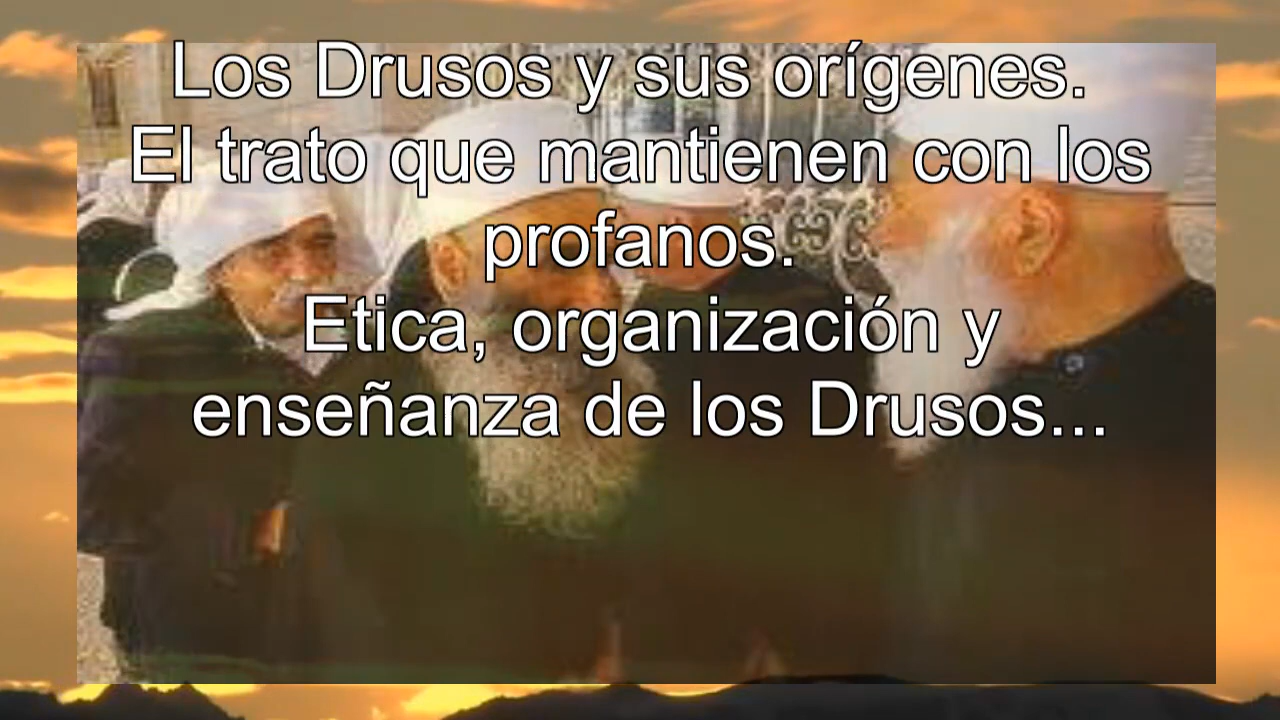 Los Drusos y sus orígenes.
El trato que mantienen con los
profanos.
Etica, organización y
enseñanza de los Drusos...